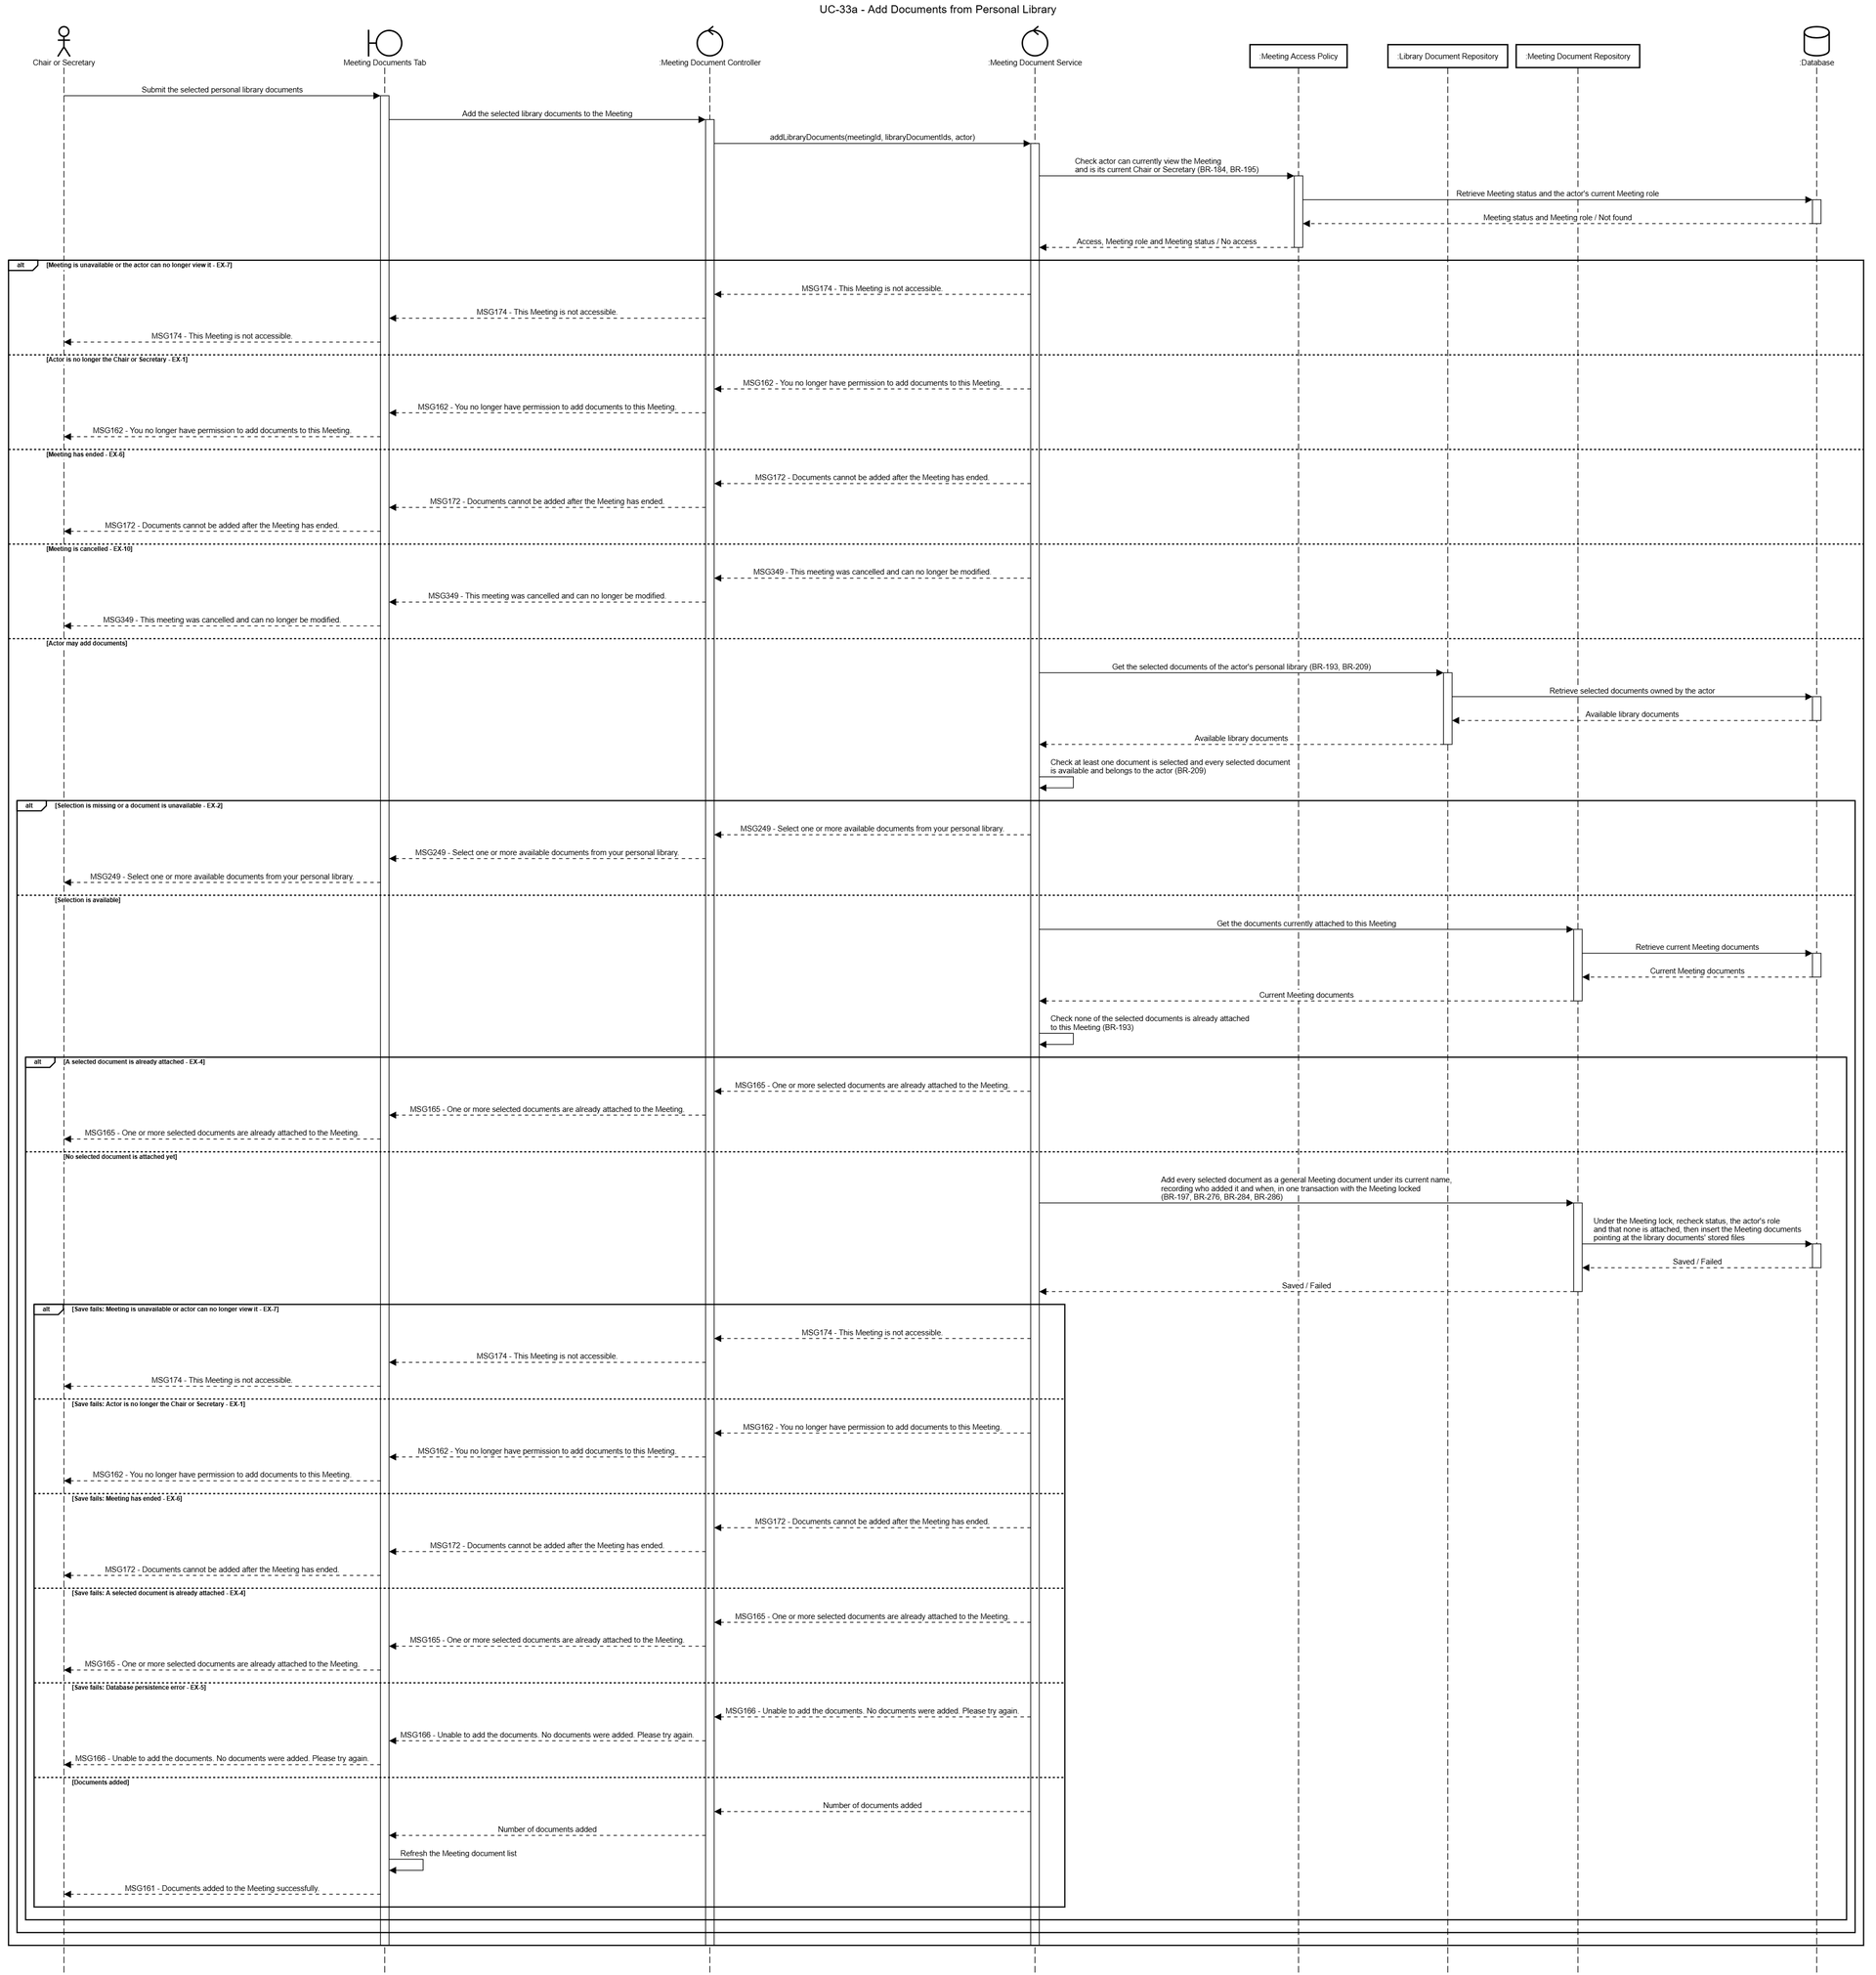 UC-33a - Add Documents from Personal Library
Chair or Secretary
Meeting Documents Tab
:Meeting Document Controller
:Meeting Document Service
:Meeting Access Policy
:Library Document Repository
:Meeting Document Repository
:Database
Submit the selected personal library documents
Add the selected library documents to the Meeting
addLibraryDocuments(meetingId, libraryDocumentIds, actor)
Check actor can currently view the Meeting
and is its current Chair or Secretary (BR-184, BR-195)
Retrieve Meeting status and the actor's current Meeting role
Meeting status and Meeting role / Not found
Access, Meeting role and Meeting status / No access
alt
[Meeting is unavailable or the actor can no longer view it - EX-7]
MSG174 - This Meeting is not accessible.
MSG174 - This Meeting is not accessible.
MSG174 - This Meeting is not accessible.
[Actor is no longer the Chair or Secretary - EX-1]
MSG162 - You no longer have permission to add documents to this Meeting.
MSG162 - You no longer have permission to add documents to this Meeting.
MSG162 - You no longer have permission to add documents to this Meeting.
[Meeting has ended - EX-6]
MSG172 - Documents cannot be added after the Meeting has ended.
MSG172 - Documents cannot be added after the Meeting has ended.
MSG172 - Documents cannot be added after the Meeting has ended.
[Meeting is cancelled - EX-10]
MSG349 - This meeting was cancelled and can no longer be modified.
MSG349 - This meeting was cancelled and can no longer be modified.
MSG349 - This meeting was cancelled and can no longer be modified.
[Actor may add documents]
Get the selected documents of the actor's personal library (BR-193, BR-209)
Retrieve selected documents owned by the actor
Available library documents
Available library documents
Check at least one document is selected and every selected document
is available and belongs to the actor (BR-209)
alt
[Selection is missing or a document is unavailable - EX-2]
MSG249 - Select one or more available documents from your personal library.
MSG249 - Select one or more available documents from your personal library.
MSG249 - Select one or more available documents from your personal library.
[Selection is available]
Get the documents currently attached to this Meeting
Retrieve current Meeting documents
Current Meeting documents
Current Meeting documents
Check none of the selected documents is already attached
to this Meeting (BR-193)
alt
[A selected document is already attached - EX-4]
MSG165 - One or more selected documents are already attached to the Meeting.
MSG165 - One or more selected documents are already attached to the Meeting.
MSG165 - One or more selected documents are already attached to the Meeting.
[No selected document is attached yet]
Add every selected document as a general Meeting document under its current name,
recording who added it and when, in one transaction with the Meeting locked
(BR-197, BR-276, BR-284, BR-286)
Under the Meeting lock, recheck status, the actor's role
and that none is attached, then insert the Meeting documents
pointing at the library documents' stored files
Saved / Failed
Saved / Failed
alt
[Save fails: Meeting is unavailable or actor can no longer view it - EX-7]
MSG174 - This Meeting is not accessible.
MSG174 - This Meeting is not accessible.
MSG174 - This Meeting is not accessible.
[Save fails: Actor is no longer the Chair or Secretary - EX-1]
MSG162 - You no longer have permission to add documents to this Meeting.
MSG162 - You no longer have permission to add documents to this Meeting.
MSG162 - You no longer have permission to add documents to this Meeting.
[Save fails: Meeting has ended - EX-6]
MSG172 - Documents cannot be added after the Meeting has ended.
MSG172 - Documents cannot be added after the Meeting has ended.
MSG172 - Documents cannot be added after the Meeting has ended.
[Save fails: A selected document is already attached - EX-4]
MSG165 - One or more selected documents are already attached to the Meeting.
MSG165 - One or more selected documents are already attached to the Meeting.
MSG165 - One or more selected documents are already attached to the Meeting.
[Save fails: Database persistence error - EX-5]
MSG166 - Unable to add the documents. No documents were added. Please try again.
MSG166 - Unable to add the documents. No documents were added. Please try again.
MSG166 - Unable to add the documents. No documents were added. Please try again.
[Documents added]
Number of documents added
Number of documents added
Refresh the Meeting document list
MSG161 - Documents added to the Meeting successfully.